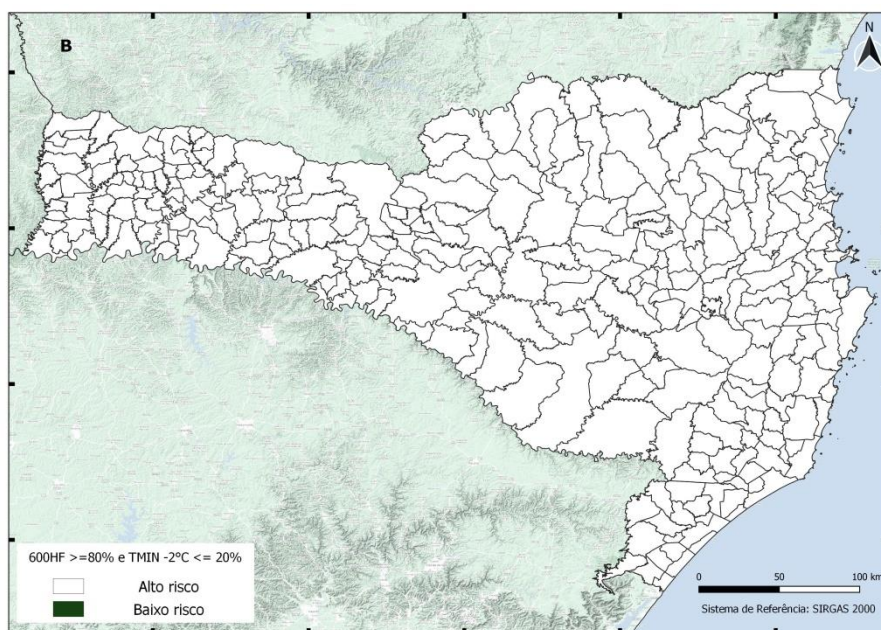 B
N
600HF >=80% e TMIN -2°C <= 20%
Alto risco
Baixo risco
0 50 100 km
Sistema de Referência: SIRGAS 2000